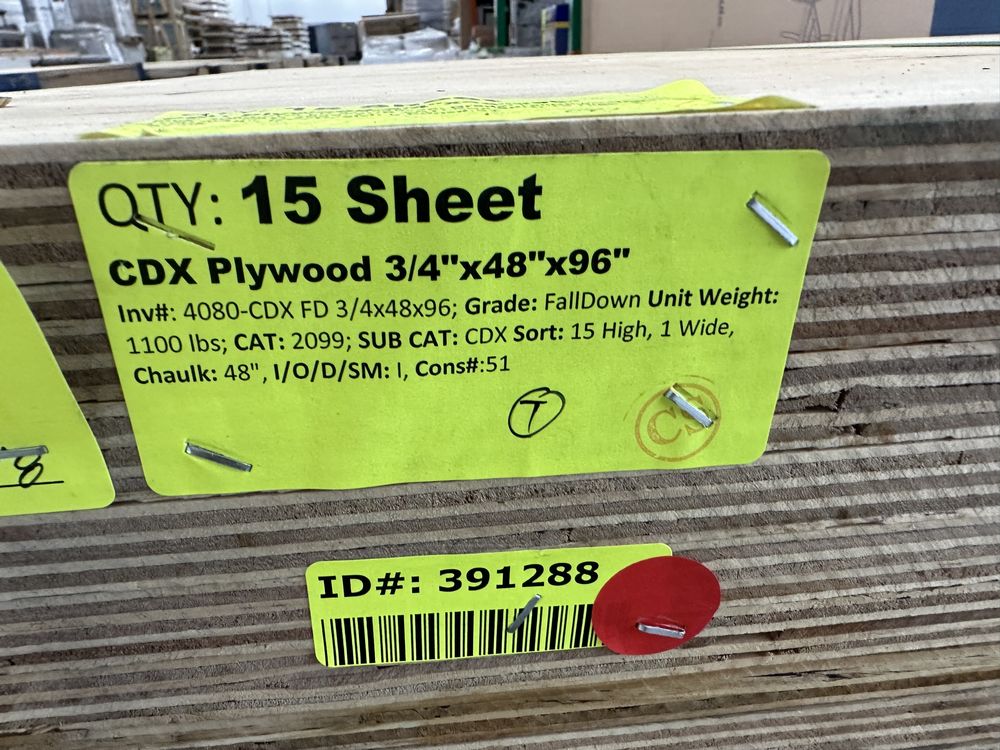 QTY: 15 Sheet
CDX Plywood 3/4"x48"x96"
Inv#: 4080-CDX FD 3/4x48x96; Grade: FallDown Unit Weight:
1100 lbs; CAT: 2099; SUB CAT: CDX Sort: 15 High, 1 Wide,
Chaulk: 48", I/O/D/SM: I, Cons#:51
T
CS
8
ID#: 391288